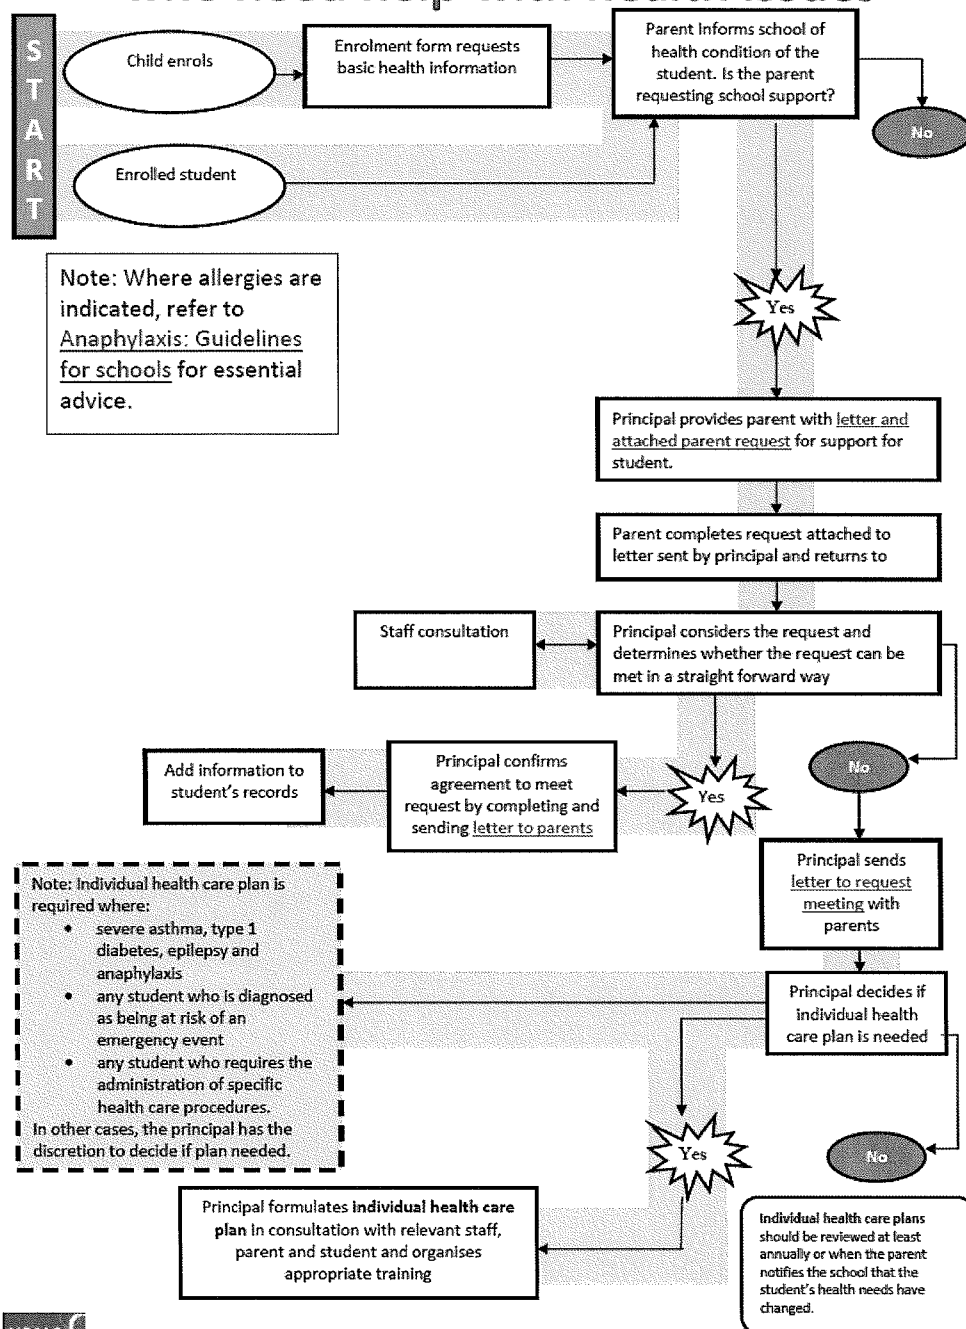 START
Child enrols
Enrolment form requests
basic health information
Parent informs school of
health condition of the
student. Is the parent
requesting school support?
No
Enrolled student
Note: Where allergies are
indicated, refer to
Anaphylaxis: Guidelines
for schools for essential
advice.
Yes
Principal provides parent with letter and
attached parent request for support for
student.
Parent completes request attached to
letter sent by principal and returns to
Staff consultation
Principal considers the request and
determines whether the request can be
met in a straight forward way
Add information to
student's records
Principal confirms
agreement to meet
request by completing and
sending letter to parents
Yes
No
Principal sends
letter to request
meeting with
parents
Note: Individual health care plan is
required where:
• severe asthma, type 1
diabetes, epilepsy and
anaphylaxis
• any student who is diagnosed
as being at risk of an
emergency event
• any student who requires the
administration of specific
health care procedures.
In other cases, the principal has the
discretion to decide if plan needed.
Principal decides if
individual health
care plan is needed
Yes
No
Principal formulates individual health care
plan in consultation with relevant staff,
parent and student and organises
appropriate training
Individual health care plans
should be reviewed at least
annually or when the parent
notifies the school that the
student's health needs have
changed.